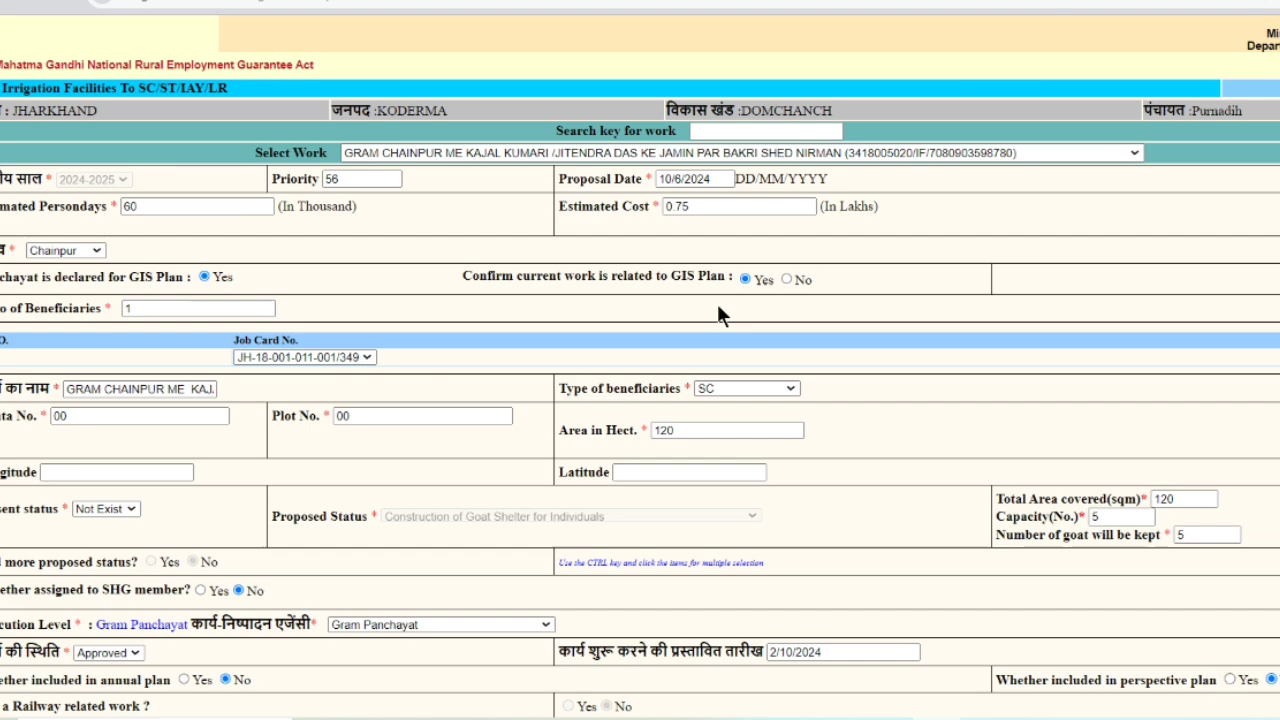 Mi
Depar
Mahatma Gandhi National Rural Employment Guarantee Act
Irrigation Facilities To SC/ST/IAY/LR
: JHARKHAND जनपद :KODERMA विकास खंड :DOMCHANCH पंचायत :Purnadih
Search key for work
Select Work GRAM CHAINPUR ME KAJAL KUMARI /JITENDRA DAS KE JAMIN PAR BAKRI SHED NIRMAN (3418005020/IF/7080903598780)
ीय साल * 2024-2025 Priority 56 Proposal Date * 10/6/2024 DD/MM/YYYY
mated Persondays * 60 (In Thousand) Estimated Cost * 0.75 (In Lakhs)
व * Chainpur
chayat is declared for GIS Plan : Yes Confirm current work is related to GIS Plan : Yes No
o of Beneficiaries * 1
O. Job Card No.
JH-18-001-011-001/349
का नाम * GRAM CHAINPUR ME KAJ. Type of beneficiaries * SC
ta No. * 00 Plot No. * 00 Area in Hect. * 120
gitude Latitude
sent status * Not Exist Proposed Status * Construction of Goat Shelter for Individuals Total Area covered(sqm)* 120
Capacity(No.)* 5
Number of goat will be kept * 5
more proposed status? Yes No Use the CTRL key and click the items for multiple selection
ether assigned to SHG member? Yes No
cution Level * : Gram Panchayat कार्य-निष्पादन एजेंसी* Gram Panchayat
की स्थिति * Approved कार्य शुरू करने की प्रस्तावित तारीख 2/10/2024
ether included in annual plan Yes No Whether included in perspective plan Yes
a Railway related work ? Yes No